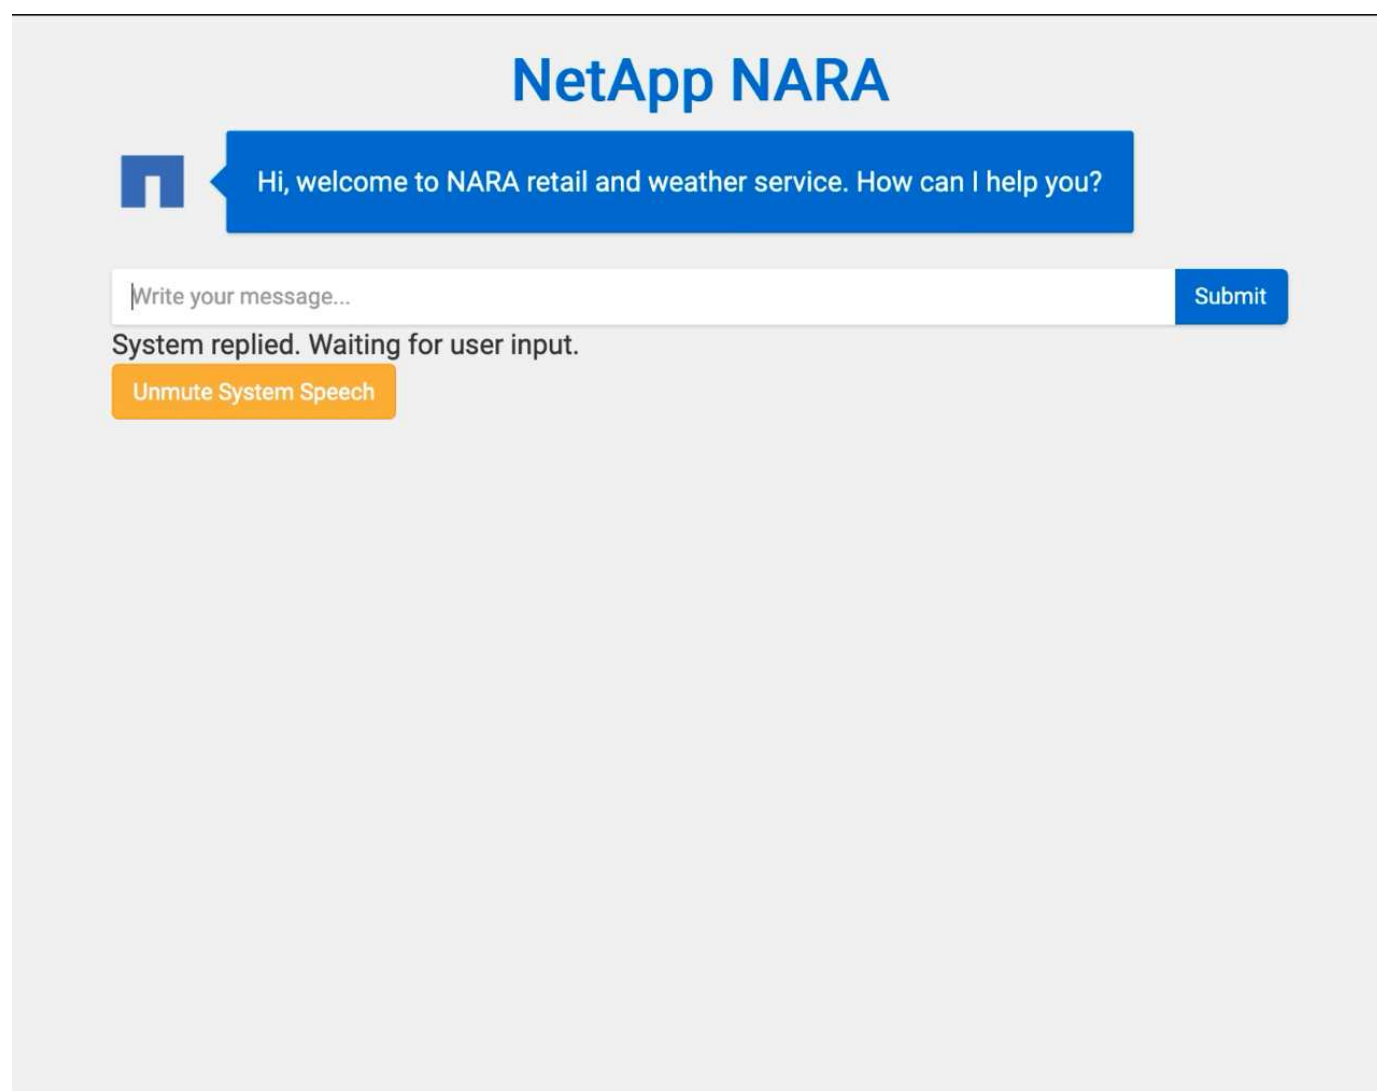 NetApp NARA
Hi, welcome to NARA retail and weather service. How can I help you?
Write your message...
Submit
System replied. Waiting for user input.
Unmute System Speech